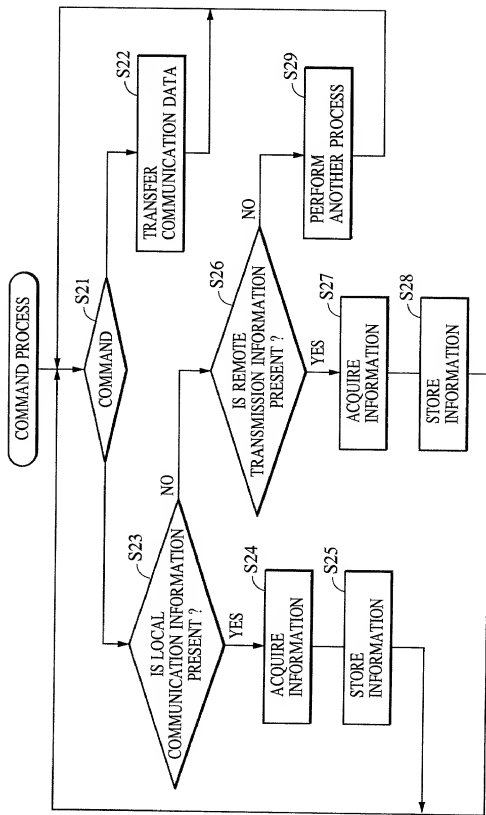 COMMAND PROCESS
S21
COMMAND
S22
TRANSFER
COMMUNICATION DATA
S23
IS LOCAL
COMMUNICATION INFORMATION
PRESENT ?
NO
YES
S24
ACQUIRE
INFORMATION
S25
STORE
INFORMATION
S26
IS REMOTE
TRANSMISSION INFORMATION
PRESENT ?
NO
YES
S27
ACQUIRE
INFORMATION
S28
STORE
INFORMATION
S29
PERFORM
ANOTHER PROCESS